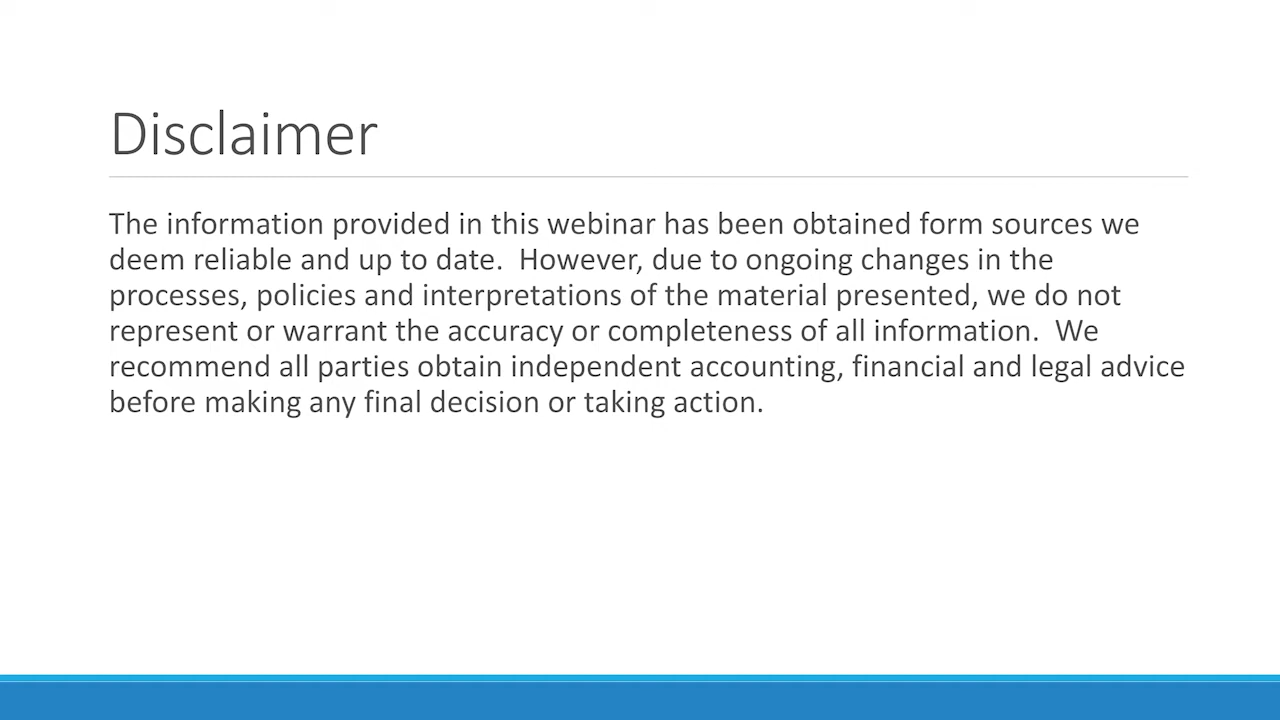 Disclaimer
The information provided in this webinar has been obtained form sources we
deem reliable and up to date.  However, due to ongoing changes in the
processes, policies and interpretations of the material presented, we do not
represent or warrant the accuracy or completeness of all information.  We
recommend all parties obtain independent accounting, financial and legal advice
before making any final decision or taking action.